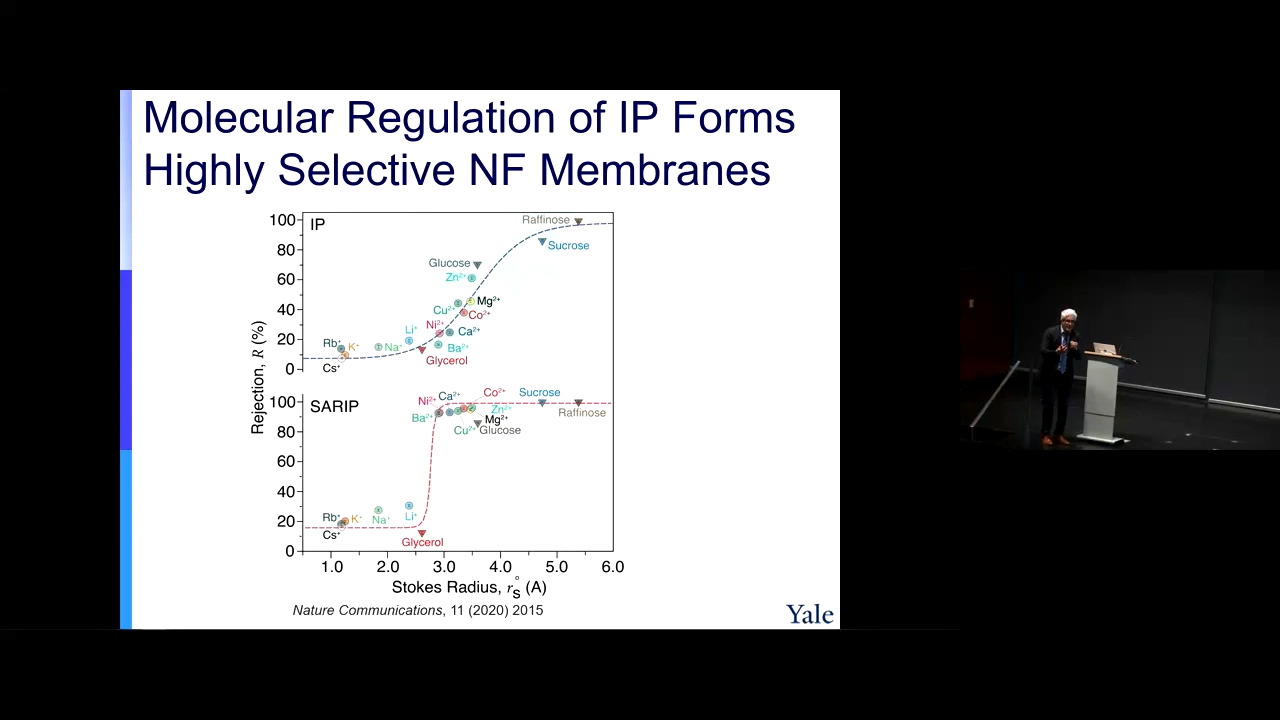 Molecular Regulation of IP Forms
Highly Selective NF Membranes
Rejection, R (%)
IP
100
80
60
40
20
0
Raffinose
Sucrose
Glucose
Zn²⁺
Mg²⁺
Cu²⁺
Co²⁺
Ni²⁺
Ca²⁺
Li⁺
Ba²⁺
Rb⁺
K⁺
Na⁺
Glycerol
Cs⁺
SARIP
100
80
60
40
20
0
Co²⁺
Sucrose
Ca²⁺
Ni²⁺
Zn²⁺
Raffinose
Ba²⁺
Mg²⁺
Cu²⁺
Glucose
Rb⁺
K⁺
Na⁺
Li⁺
Cs⁺
Glycerol
1.0 2.0 3.0 4.0 5.0 6.0
Stokes Radius, rs (Å)
Nature Communications, 11 (2020) 2015
Yale